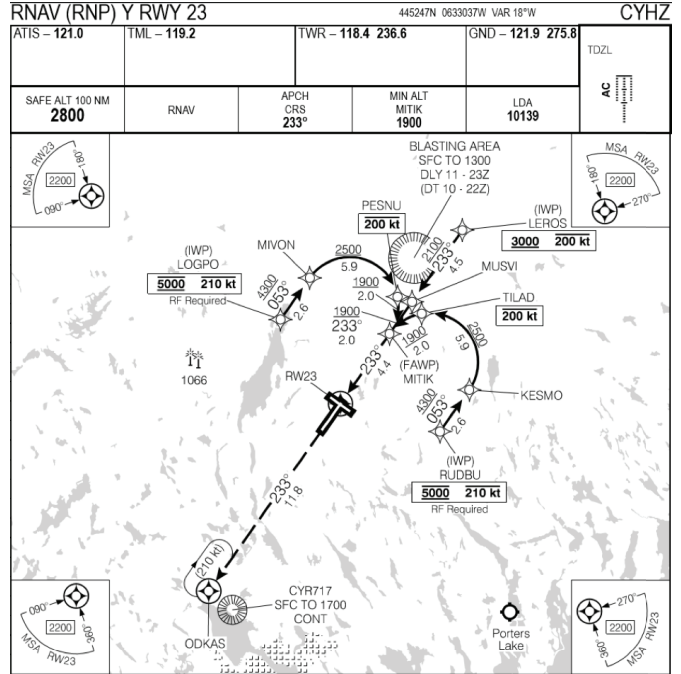 RNAV (RNP) Y RWY 23
445247N 0633037W VAR 18°W
CYHZ
ATIS – 121.0
TML – 119.2
TWR – 118.4 236.6
GND – 121.9 275.8
TDZL
AC
SAFE ALT 100 NM
2800
RNAV
APCH
CRS
233°
MIN ALT
MITIK
1900
LDA
10139
MSA RW23
180°
2200
090°
BLASTING AREA
SFC TO 1300
DLY 11 - 23Z
(DT 10 - 22Z)
MSA RW23
180°
2200
270°
PESNU
200 kt
(IWP)
LEROS
3000 200 kt
2100
233°
4.5
MIVON
2500
5.9
(IWP)
LOGPO
5000 210 kt
RF Required
4300
053°
2.6
MUSVI
1900
2.0
TILAD
200 kt
1900
233°
2.0
1900
2.0
2500
5.9
(FAWP)
MITIK
1066
RW23
233°
4.4
KESMO
4300
053°
2.6
(IWP)
RUDBU
5000 210 kt
RF Required
233°
11.8
(210 kt)
ODKAS
CYR717
SFC TO 1700
CONT
Porters
Lake
090°
2200
360°
MSA RW23
270°
2200
360°
MSA RW23